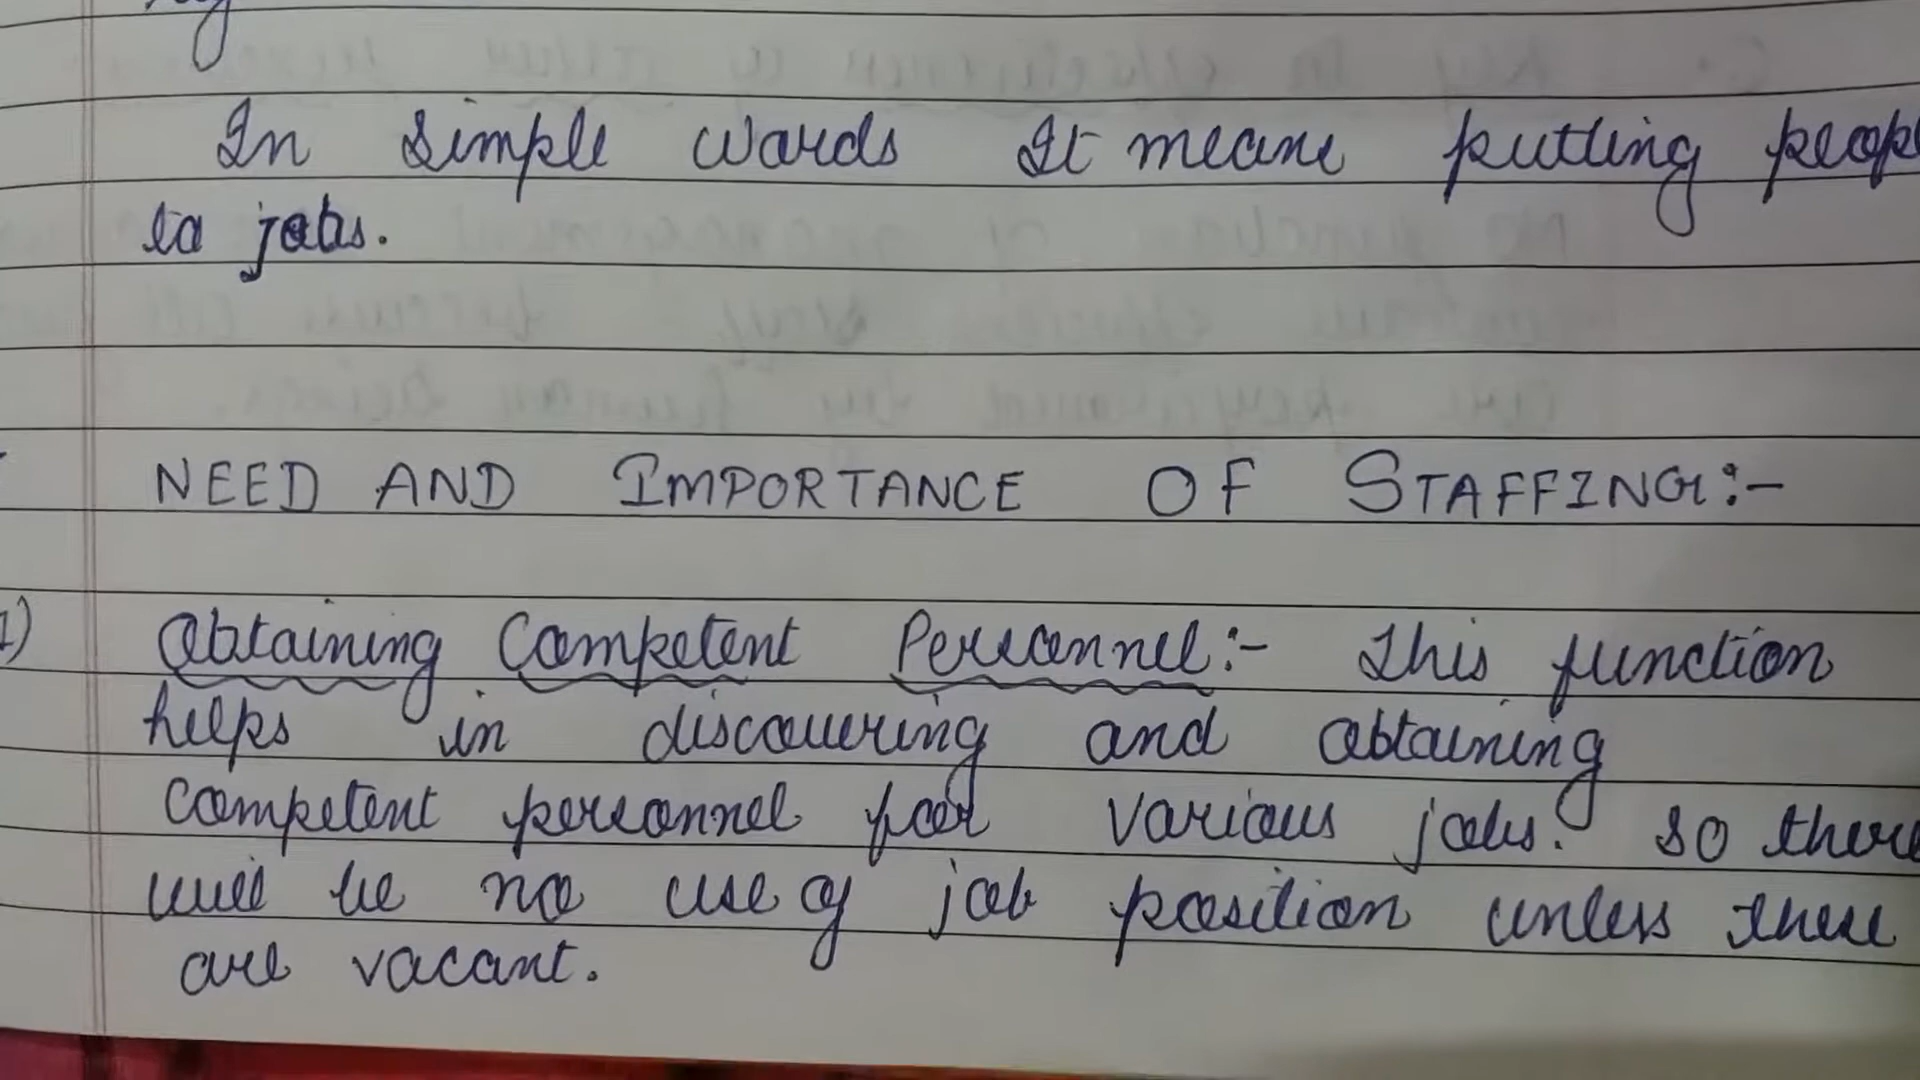 In Simple words It means putting peop
to jobs.
NEED AND IMPORTANCE OF STAFFING:-
1) Obtaining Competent Personnel:- This function
helps in discovering and obtaining
competent personnel for various jobs. so there
will be no use of job position unless these
are vacant.